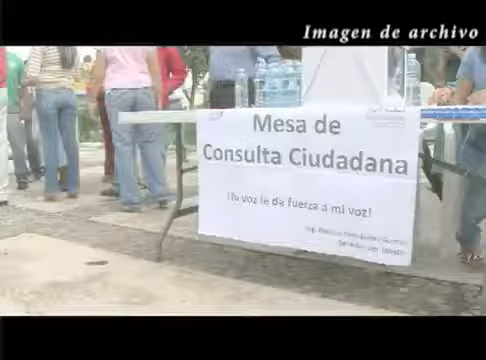 Imagen de archivo
Mesa de
Consulta Ciudadana
¡Tu voz le da fuerza a mi voz!